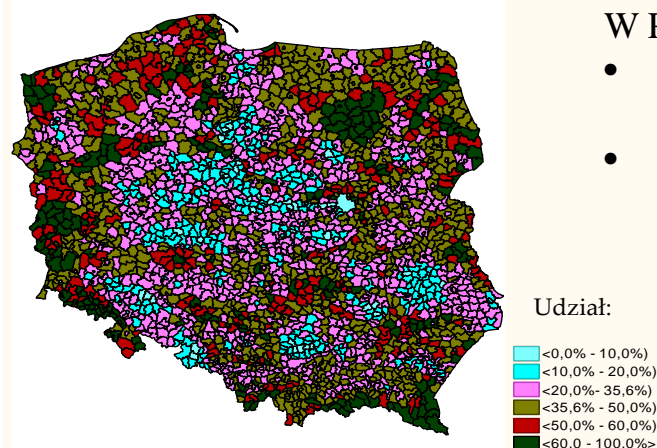 W
•
•
Udział:
<0,0% - 10,0%)
<10,0% - 20,0%)
<20,0%- 35,6%)
<35,6% - 50,0%)
<50,0% - 60,0%)
<60,0 - 100,0%>